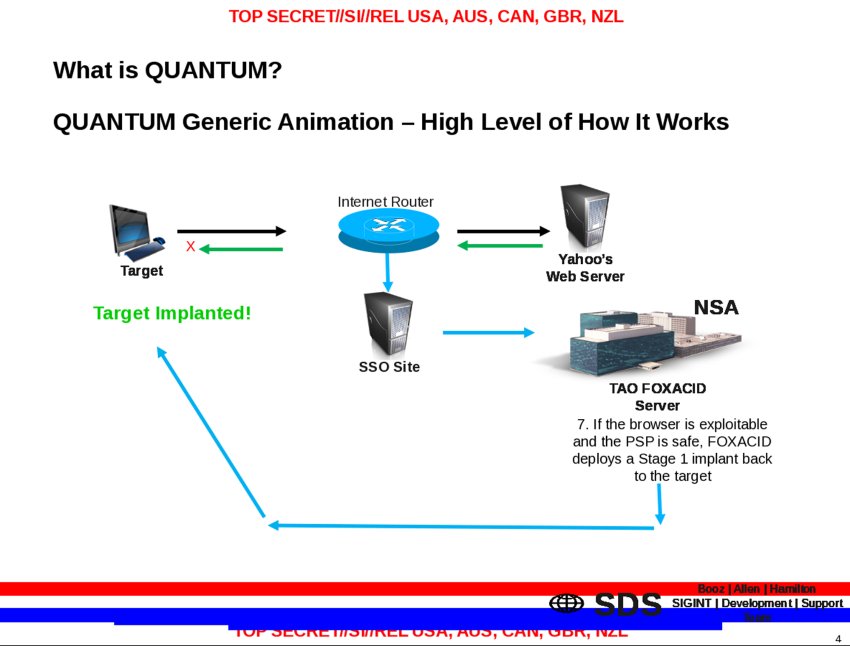 TOP SECRET//SI//REL USA, AUS, CAN, GBR, NZL
What is QUANTUM?
QUANTUM Generic Animation – High Level of How It Works
Internet Router
X
Target
Yahoo's
Web Server
Target Implanted!
NSA
SSO Site
TAO FOXACID
Server
7. If the browser is exploitable
and the PSP is safe, FOXACID
deploys a Stage 1 implant back
to the target
Booz | Allen | Hamilton
SDS
SIGINT | Development | Support
TOP SECRET//SI//REL USA, AUS, CAN, GBR, NZL
4